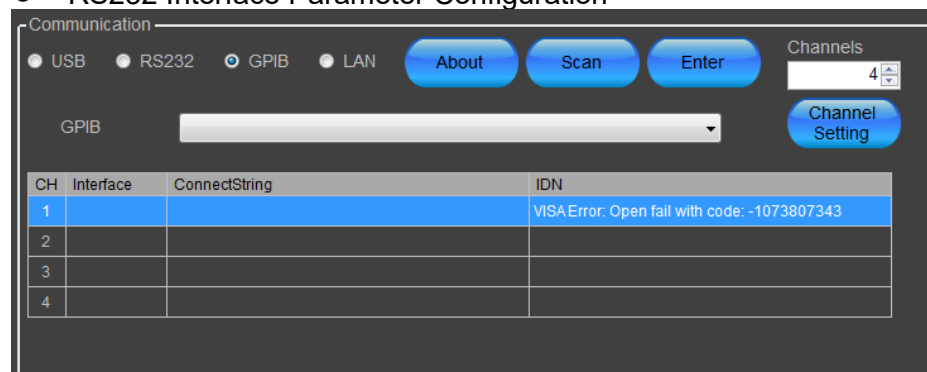 RS232 Interface Parameter Configuration
Communication
USB RS232 GPIB LAN About Scan Enter
Channels
4
GPIB
Channel
Setting
CH Interface ConnectString IDN
1 VISA Error: Open fail with code: -1073807343
2
3
4